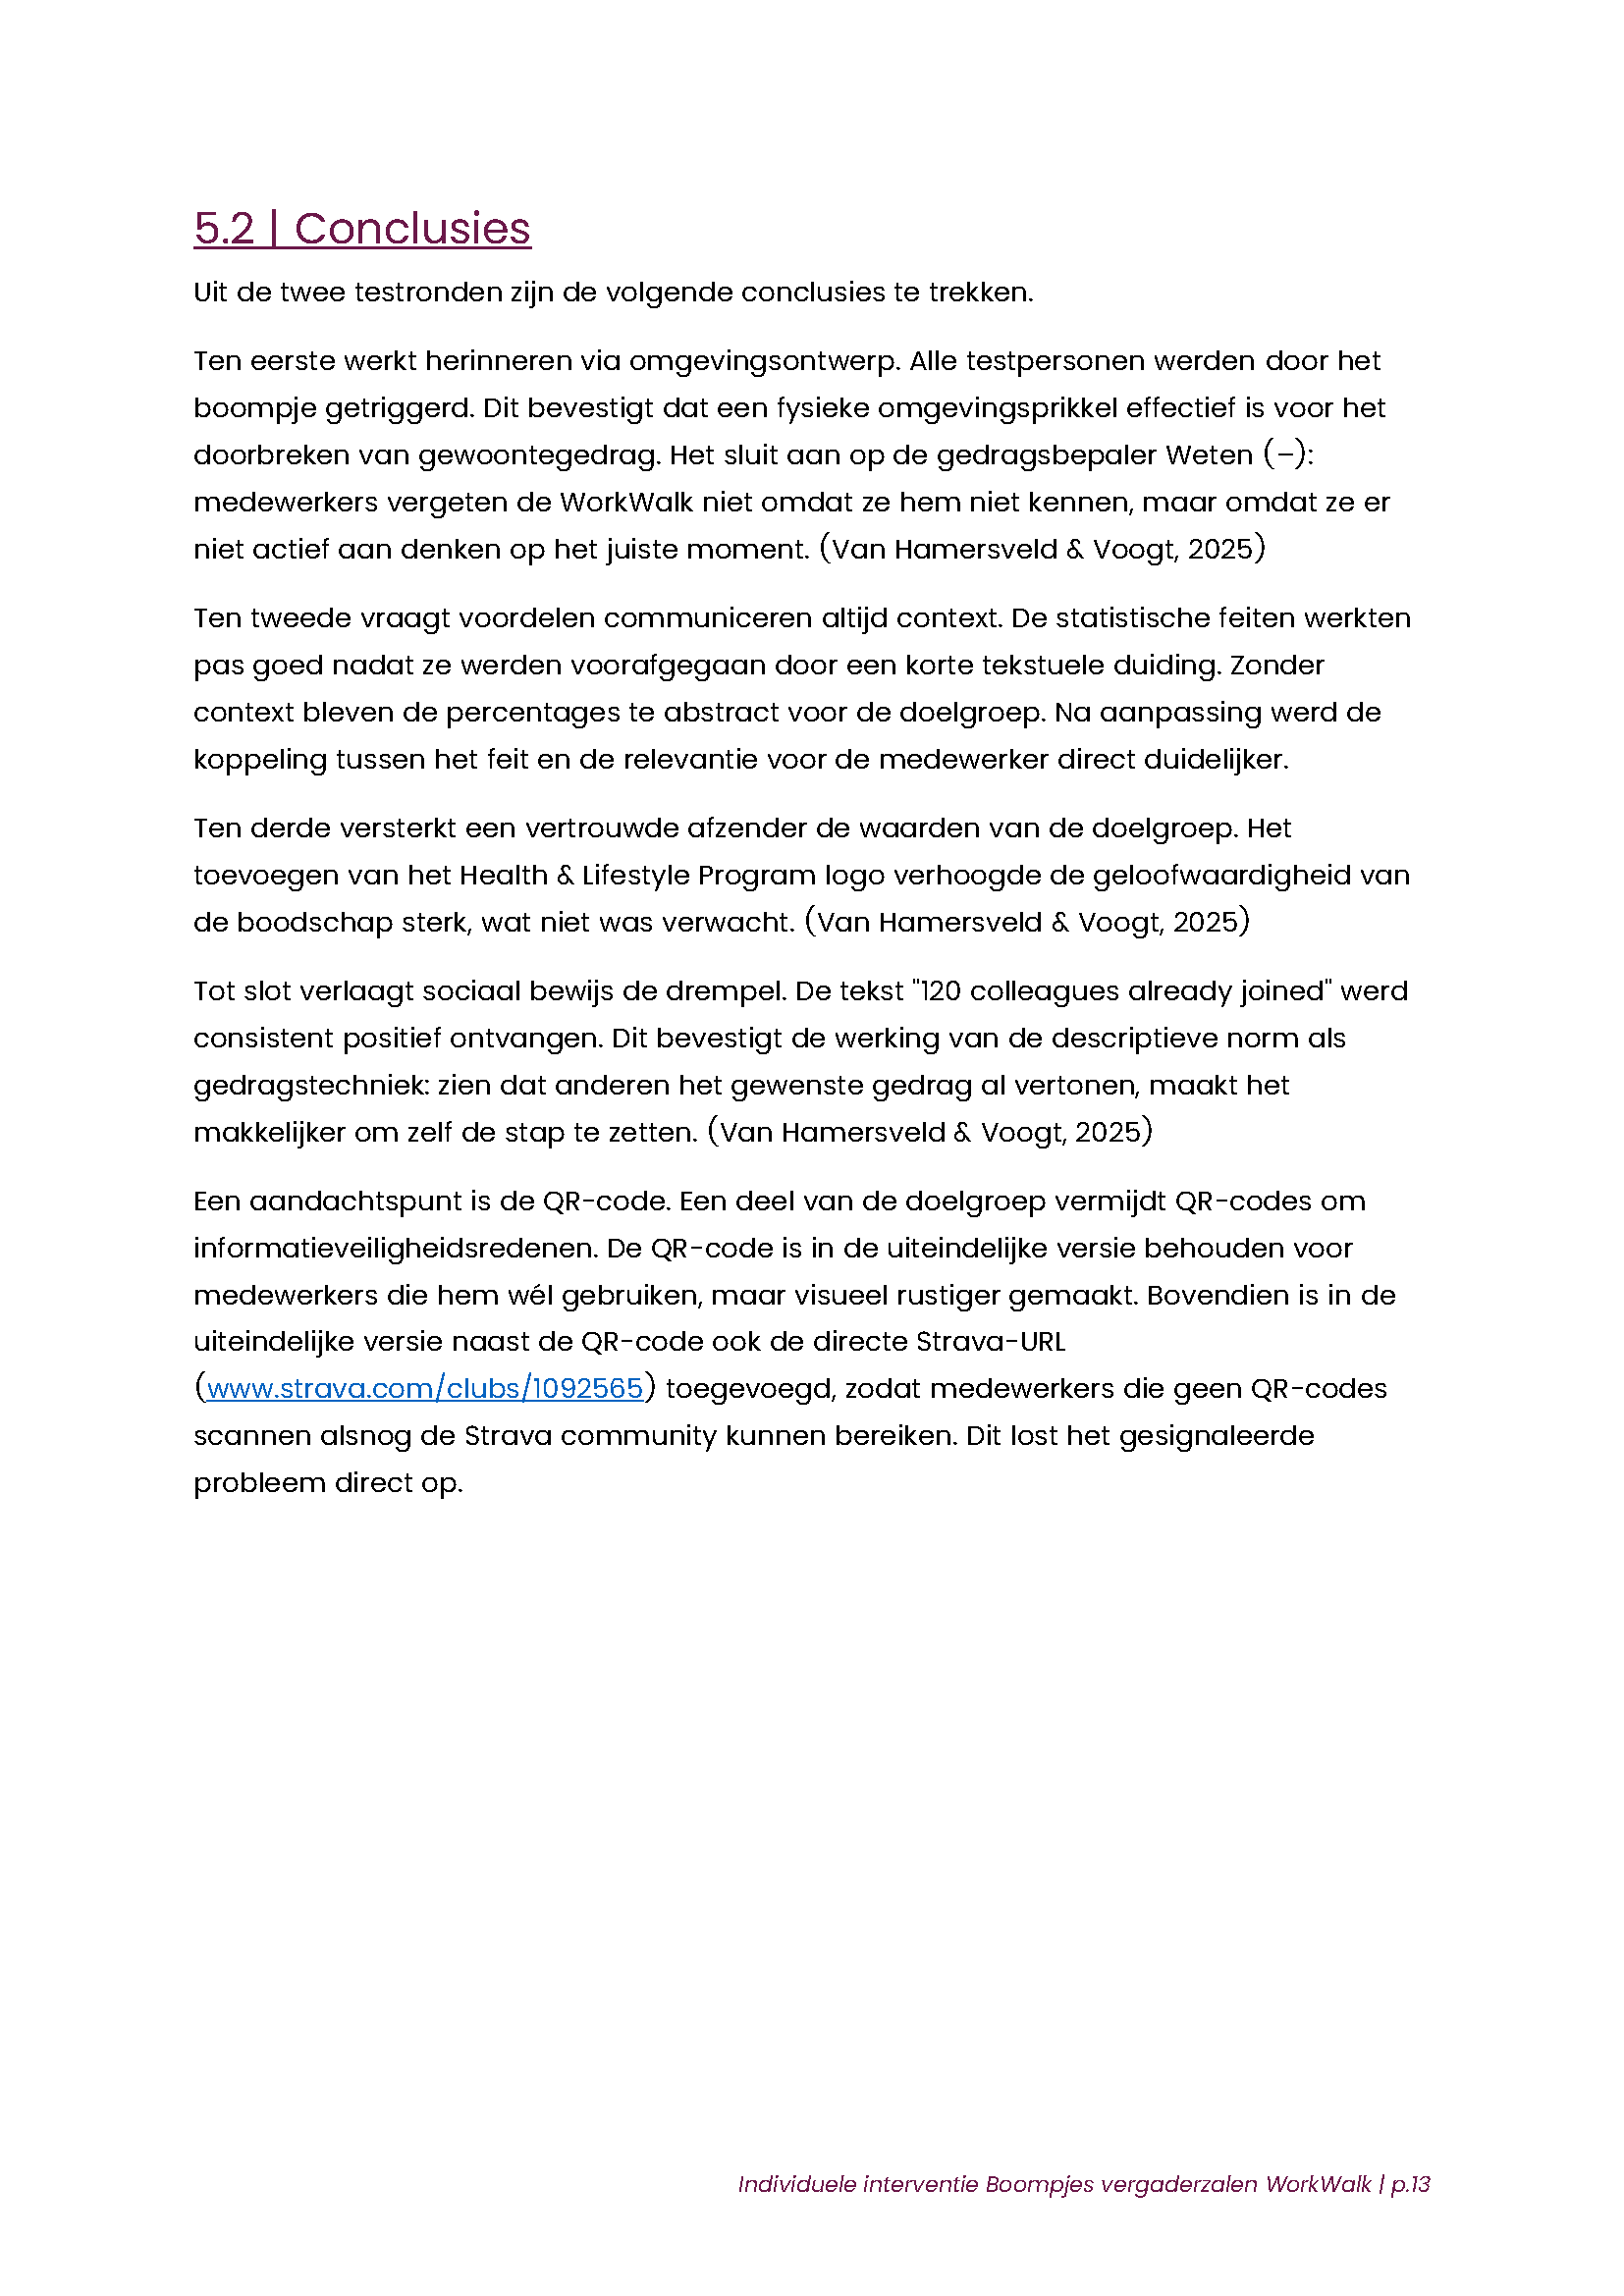 5.2 | Conclusies
Uit de twee testronden zijn de volgende conclusies te trekken.
Ten eerste werkt herinneren via omgevingsontwerp. Alle testpersonen werden door het
boompje getriggerd. Dit bevestigt dat een fysieke omgevingsprikkel effectief is voor het
doorbreken van gewoontegedrag. Het sluit aan op de gedragsbepaler Weten (–):
medewerkers vergeten de WorkWalk niet omdat ze hem niet kennen, maar omdat ze er
niet actief aan denken op het juiste moment. (Van Hamersveld & Voogt, 2025)
Ten tweede vraagt voordelen communiceren altijd context. De statistische feiten werkten
pas goed nadat ze werden voorafgegaan door een korte tekstuele duiding. Zonder
context bleven de percentages te abstract voor de doelgroep. Na aanpassing werd de
koppeling tussen het feit en de relevantie voor de medewerker direct duidelijker.
Ten derde versterkt een vertrouwde afzender de waarden van de doelgroep. Het
toevoegen van het Health & Lifestyle Program logo verhoogde de geloofwaardigheid van
de boodschap sterk, wat niet was verwacht. (Van Hamersveld & Voogt, 2025)
Tot slot verlaagt sociaal bewijs de drempel. De tekst "120 colleagues already joined" werd
consistent positief ontvangen. Dit bevestigt de werking van de descriptieve norm als
gedragstechniek: zien dat anderen het gewenste gedrag al vertonen, maakt het
makkelijker om zelf de stap te zetten. (Van Hamersveld & Voogt, 2025)
Een aandachtspunt is de QR-code. Een deel van de doelgroep vermijdt QR-codes om
informatieveiligheidsredenen. De QR-code is in de uiteindelijke versie behouden voor
medewerkers die hem wél gebruiken, maar visueel rustiger gemaakt. Bovendien is in de
uiteindelijke versie naast de QR-code ook de directe Strava-URL
(www.strava.com/clubs/1092565) toegevoegd, zodat medewerkers die geen QR-codes
scannen alsnog de Strava community kunnen bereiken. Dit lost het gesignaleerde
probleem direct op.
Individuele interventie Boompjes vergaderzalen WorkWalk | p.13